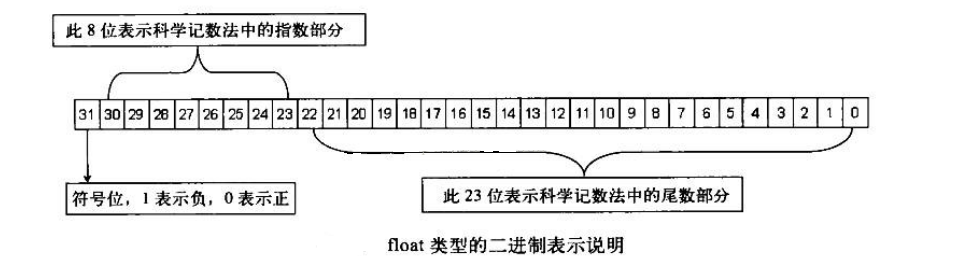 此 8 位表示科学记数法中的指数部分
31 30 29 28 27 26 25 24 23 22 21 20 19 18 17 16 15 14 13 12 11 10 9 8 7 6 5 4 3 2 1 0
符号位，1 表示负，0 表示正
此 23 位表示科学记数法中的尾数部分
float 类型的二进制表示说明